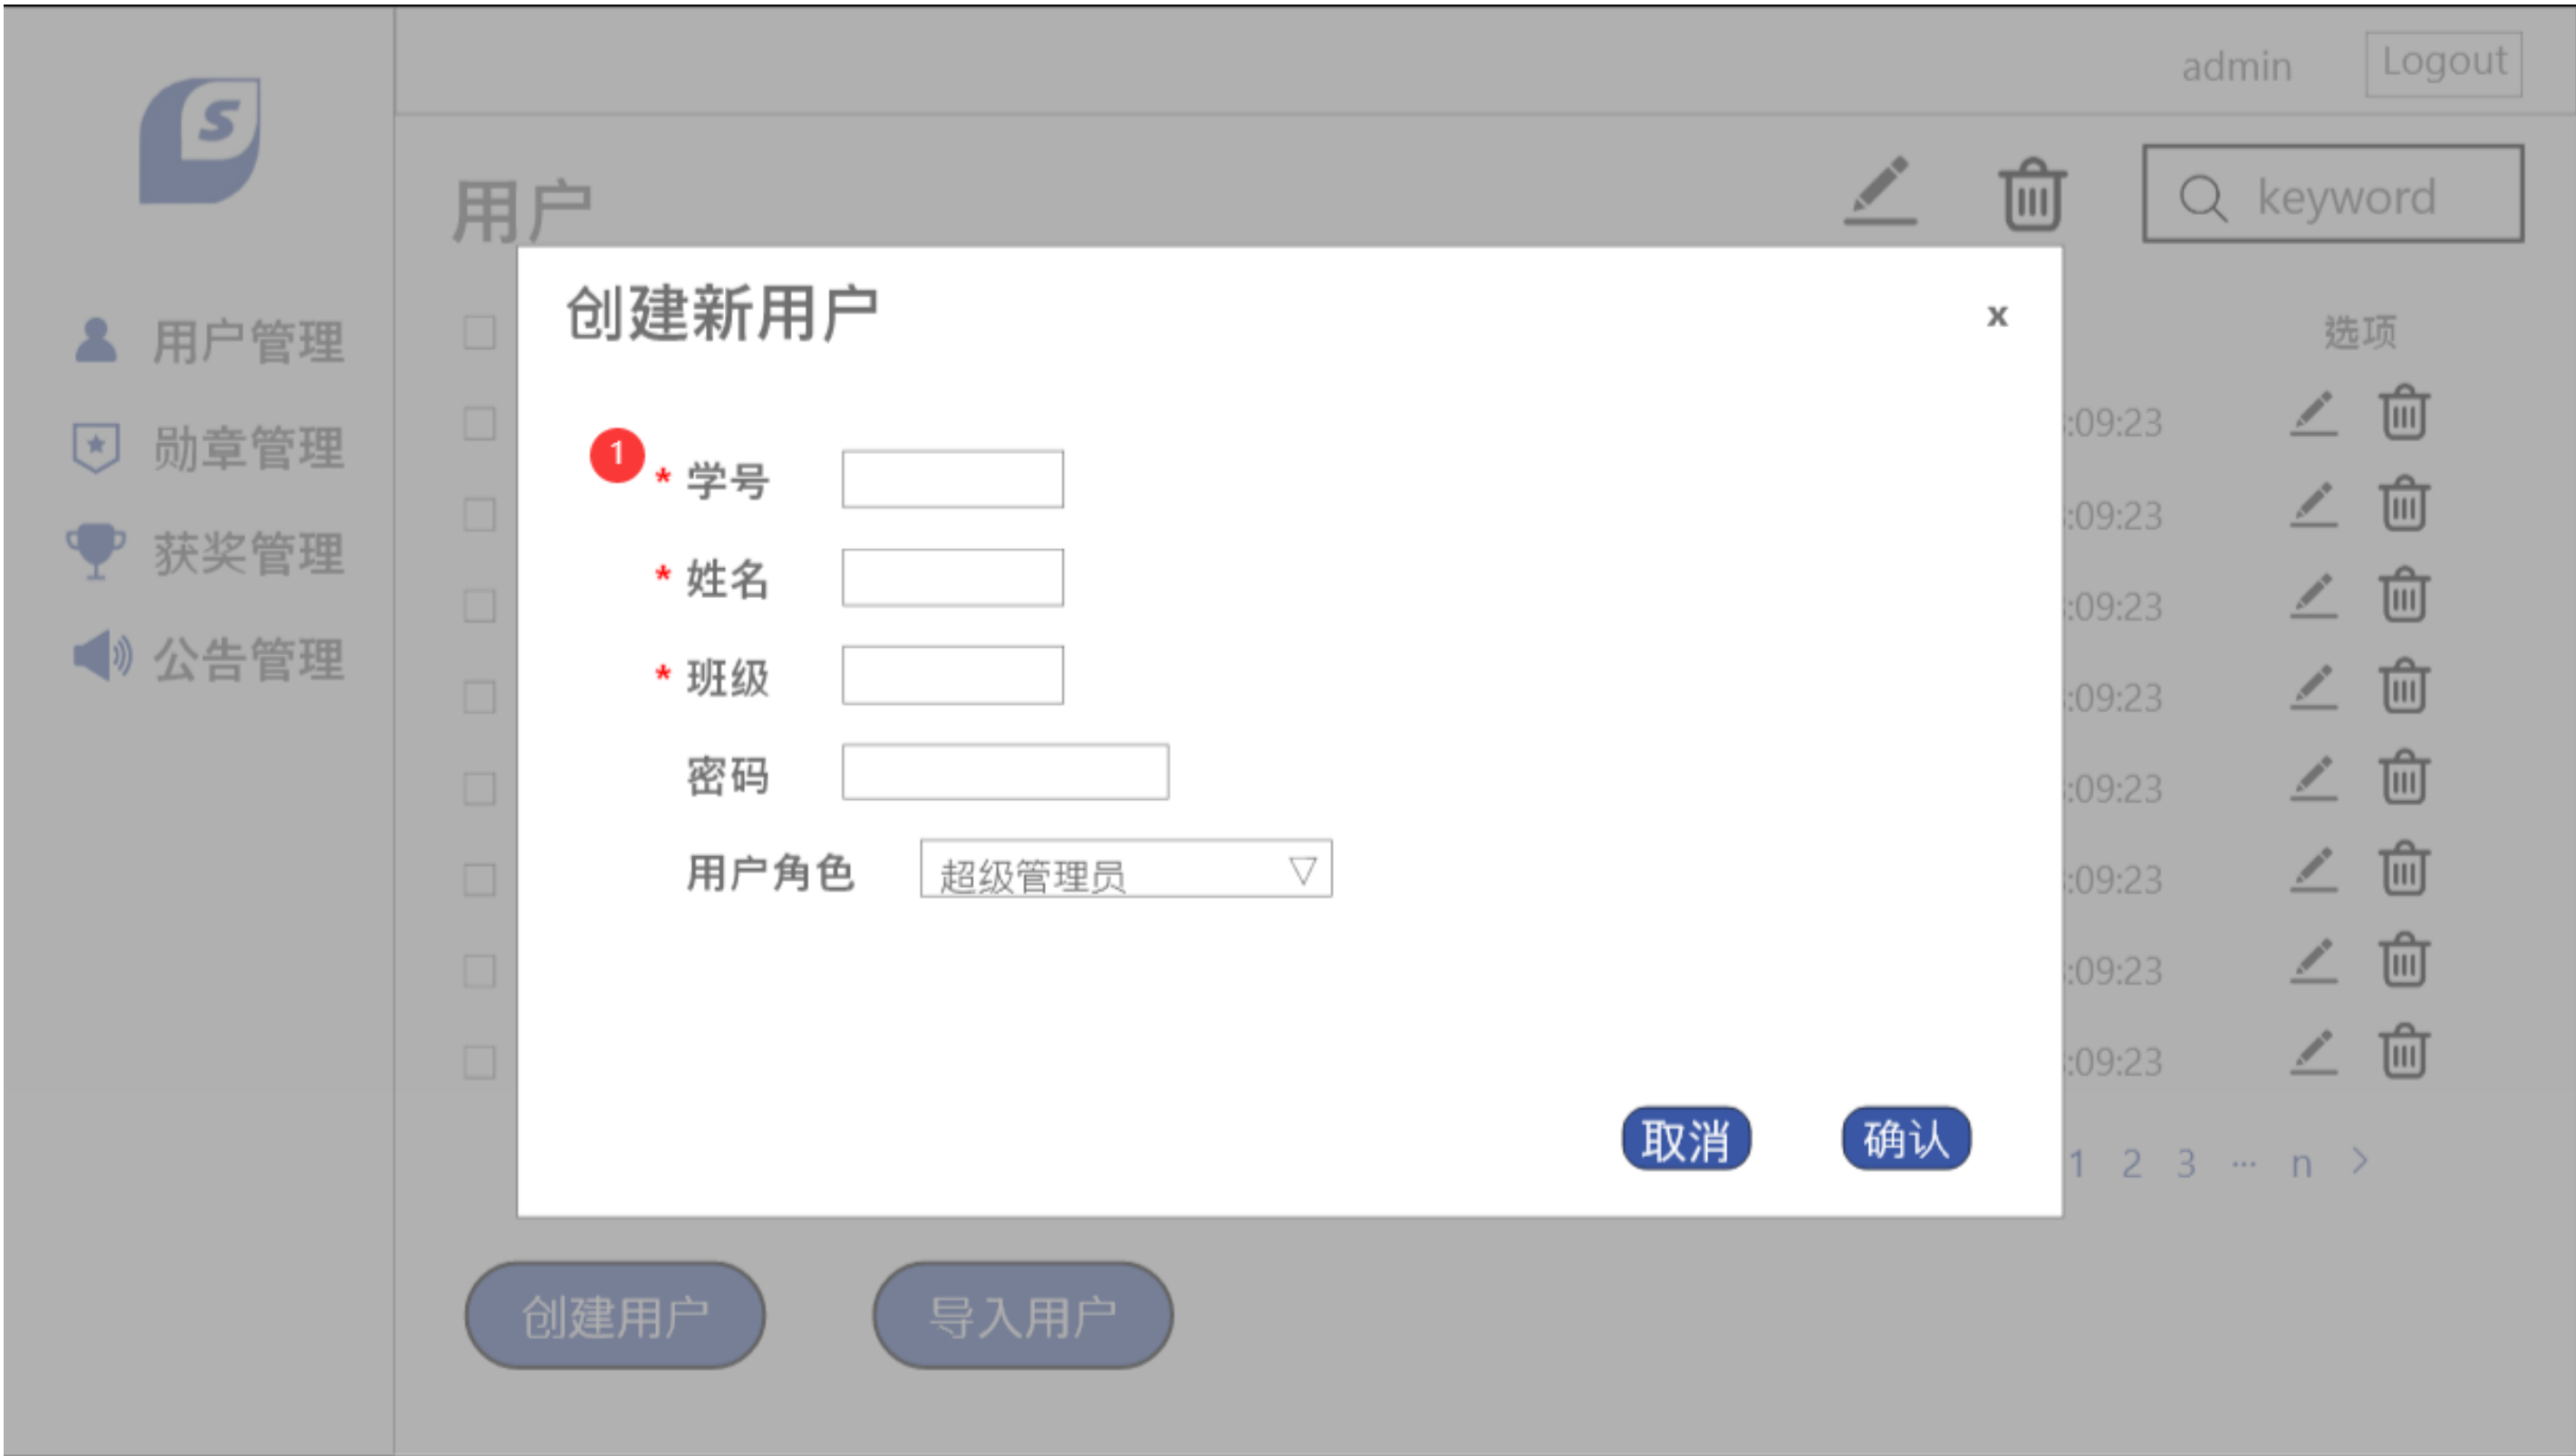 S
admin
Logout
用户
keyword
用户管理
勋章管理
获奖管理
公告管理
创建新用户
x
选项
1
* 学号
* 姓名
* 班级
密码
用户角色
超级管理员
:09:23
:09:23
:09:23
:09:23
:09:23
:09:23
:09:23
:09:23
取消
确认
1 2 3 ... n >
创建用户
导入用户